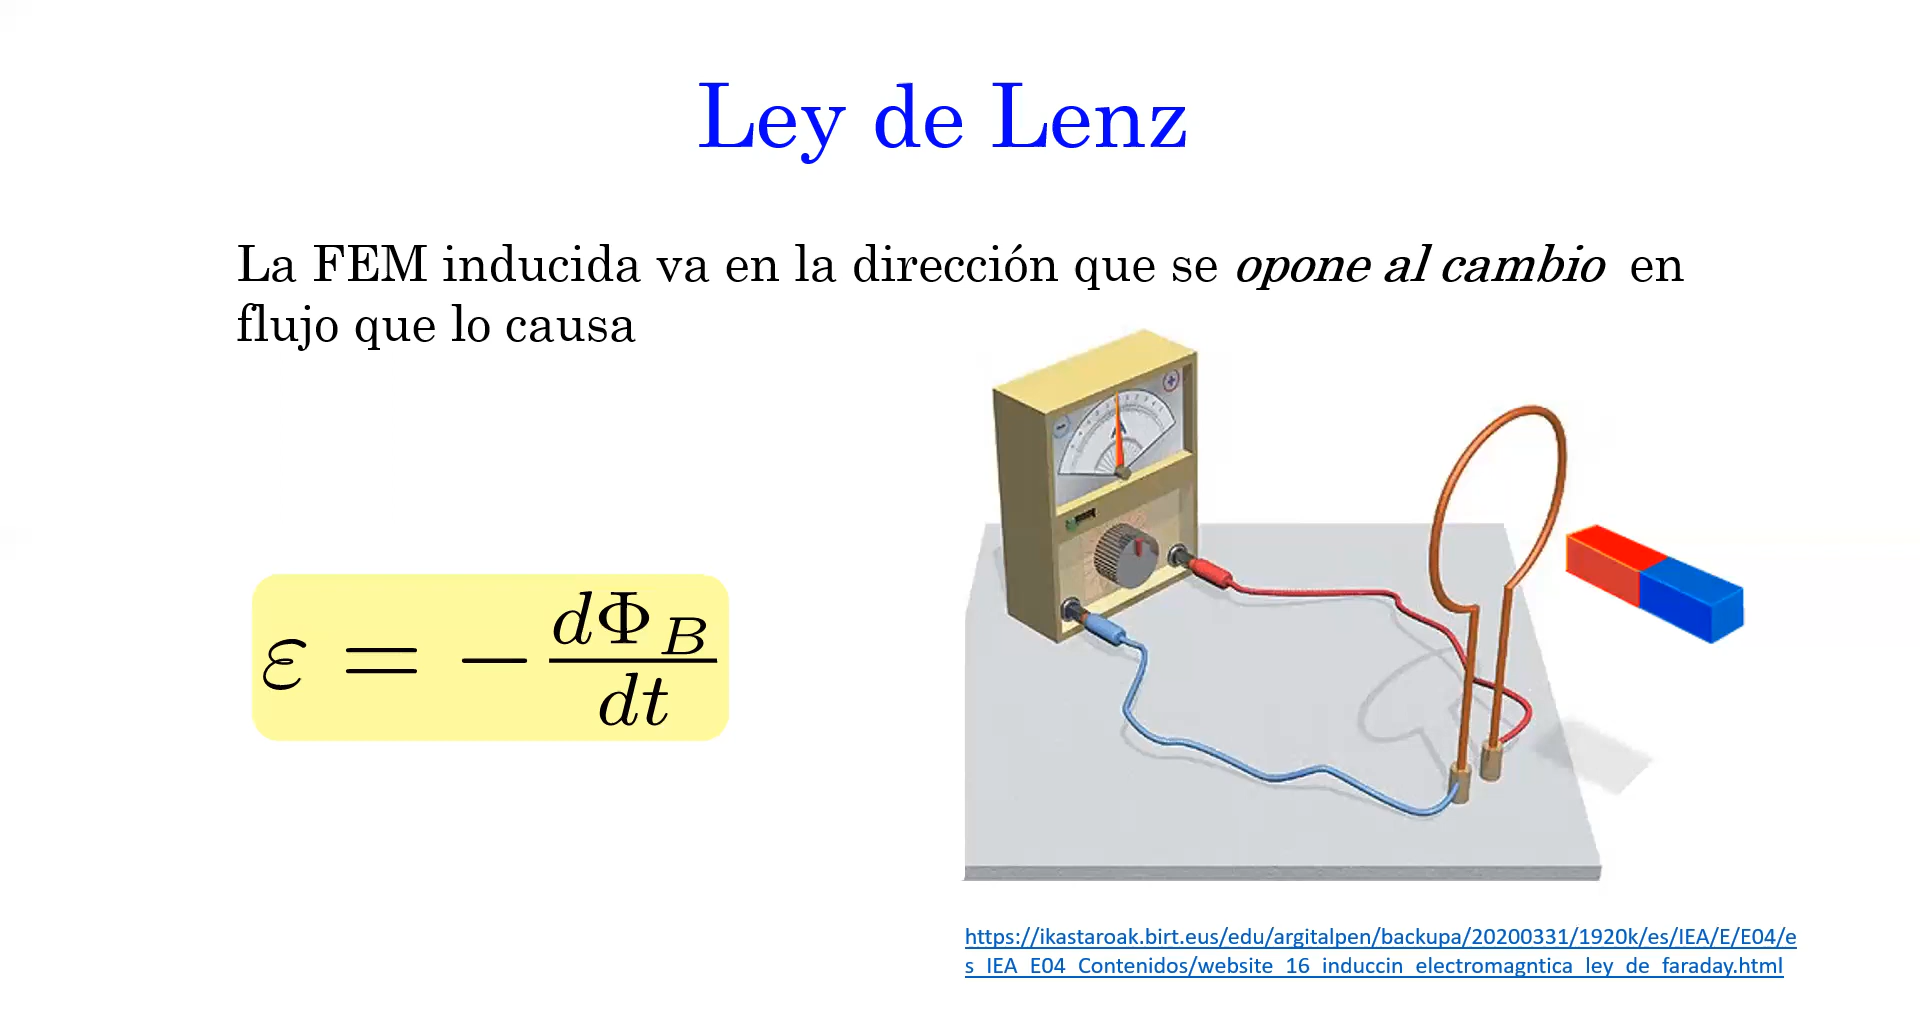 Ley de Lenz
La FEM inducida va en la dirección que se opone al cambio en
flujo que lo causa
ε = − dΦ_B / dt
https://ikastaroak.birt.eus/edu/argitalpen/backupa/20200331/1920k/es/IEA/E/E04/e
s_IEA_E04_Contenidos/website_16_induccin_electromagntica_ley_de_faraday.html